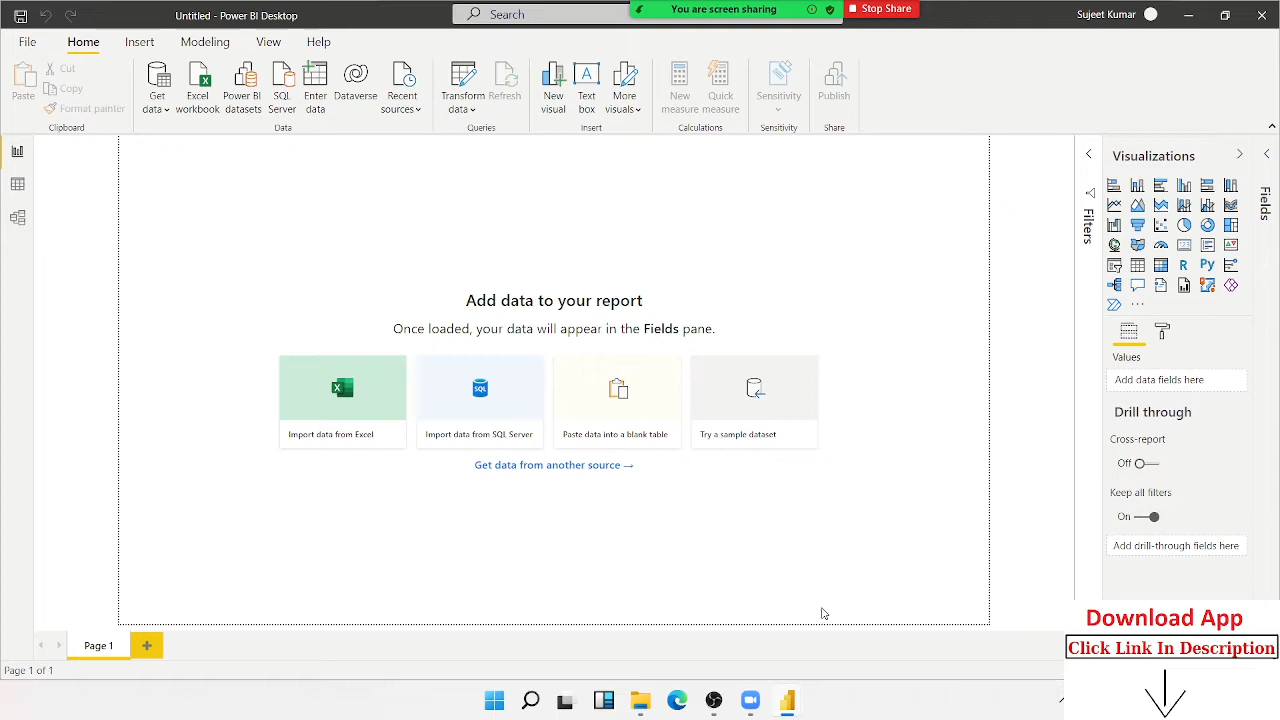 Untitled - Power BI Desktop
Search
You are screen sharing
Stop Share
Sujeet Kumar
File Home Insert Modeling View Help
Paste
Cut
Copy
Format painter
Clipboard
Get data
Excel workbook
Power BI datasets
SQL Server
Enter data
Dataverse
Recent sources
Data
Transform data
Refresh
Queries
New visual
Text box
More visuals
Insert
New measure
Quick measure
Calculations
Sensitivity
Sensitivity
Publish
Share
Add data to your report
Once loaded, your data will appear in the Fields pane.
X
SQL
Import data from Excel
Import data from SQL Server
Paste data into a blank table
Try a sample dataset
Get data from another source →
Filters
Visualizations
R
Py
Values
Add data fields here
Drill through
Cross-report
Off
Keep all filters
On
Add drill-through fields here
Fields
Page 1
Page 1 of 1
Download App
Click Link In Description